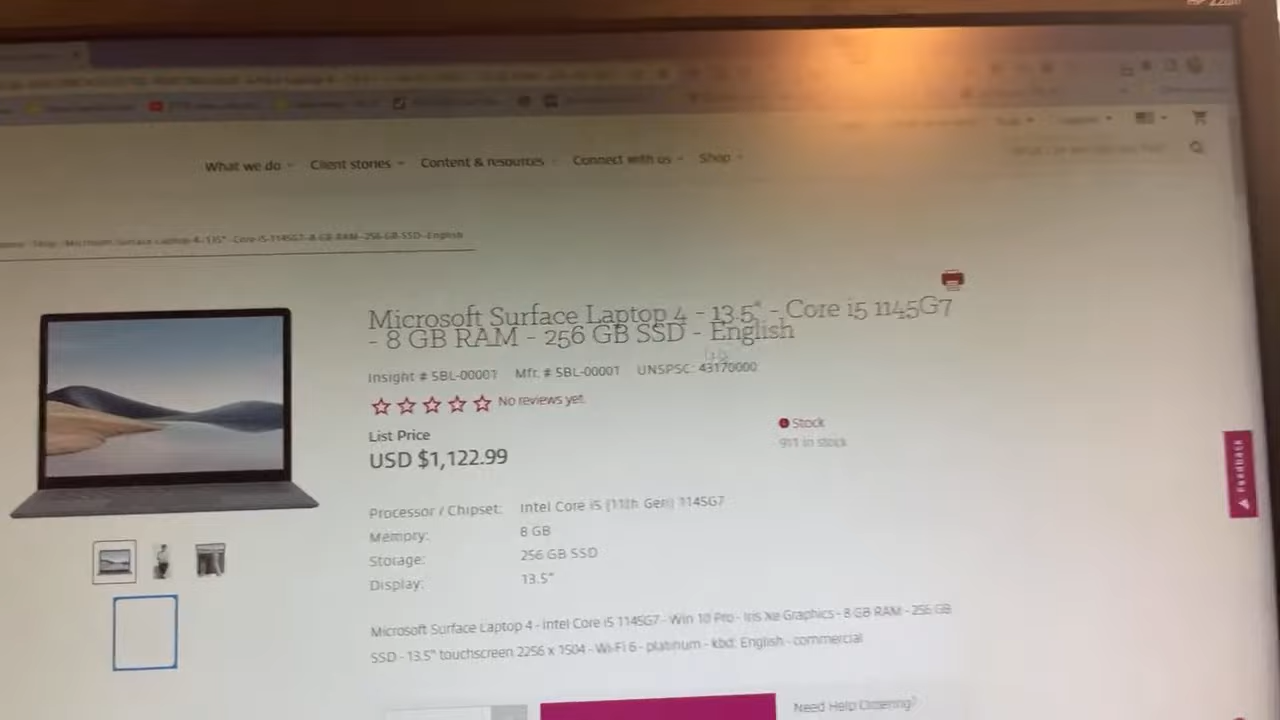 What we do Client stories Content & resources Connect with us Shop
Microsoft Surface Laptop 4 - 13.5" - Core i5 1145G7
- 8 GB RAM - 256 GB SSD - English
Insight # 5BL-00001 Mfr. # 5BL-00001 UNSPSC: 43170000
No reviews yet.
List Price
Stock
USD $1,122.99
911 in stock
Processor / Chipset: Intel Core i5 (11th Gen) 1145G7
Memory: 8 GB
Storage: 256 GB SSD
Display: 13.5"
Microsoft Surface Laptop 4 - Intel Core i5 1145G7 - Win 10 Pro - Iris Xe Graphics - 8 GB RAM - 256 GB
SSD - 13.5" touchscreen 2256 x 1504 - Wi-Fi 6 - platinum - kbd: English - commercial
Need Help Ordering?
Feedback